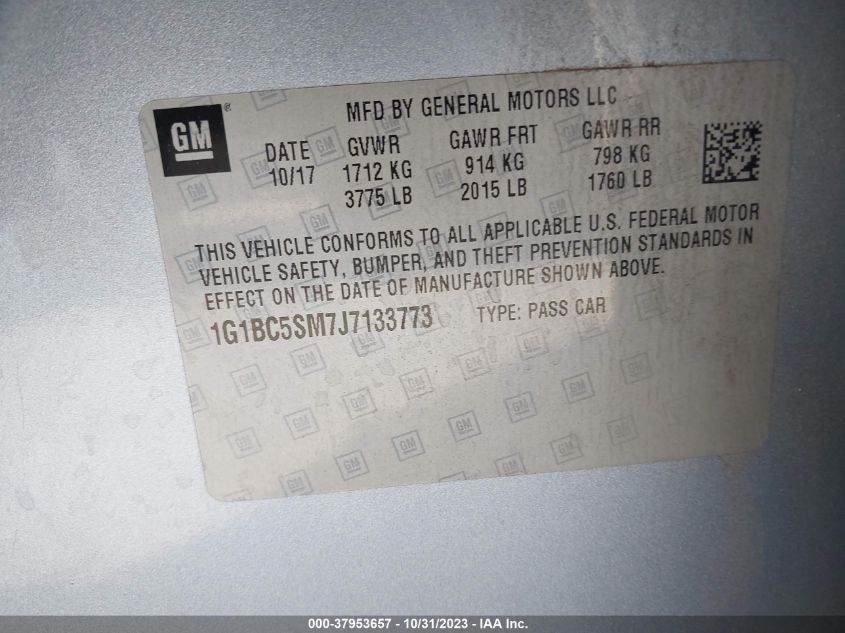 GM ®
MFD BY GENERAL MOTORS LLC
DATE GVWR GAWR FRT GAWR RR
10/17 1712 KG 914 KG 798 KG
3775 LB 2015 LB 1760 LB
THIS VEHICLE CONFORMS TO ALL APPLICABLE U.S. FEDERAL MOTOR
VEHICLE SAFETY, BUMPER, AND THEFT PREVENTION STANDARDS IN
EFFECT ON THE DATE OF MANUFACTURE SHOWN ABOVE.
1G1BC5SM7J7133773 TYPE: PASS CAR
000-37953657 - 10/31/2023 - IAA Inc.